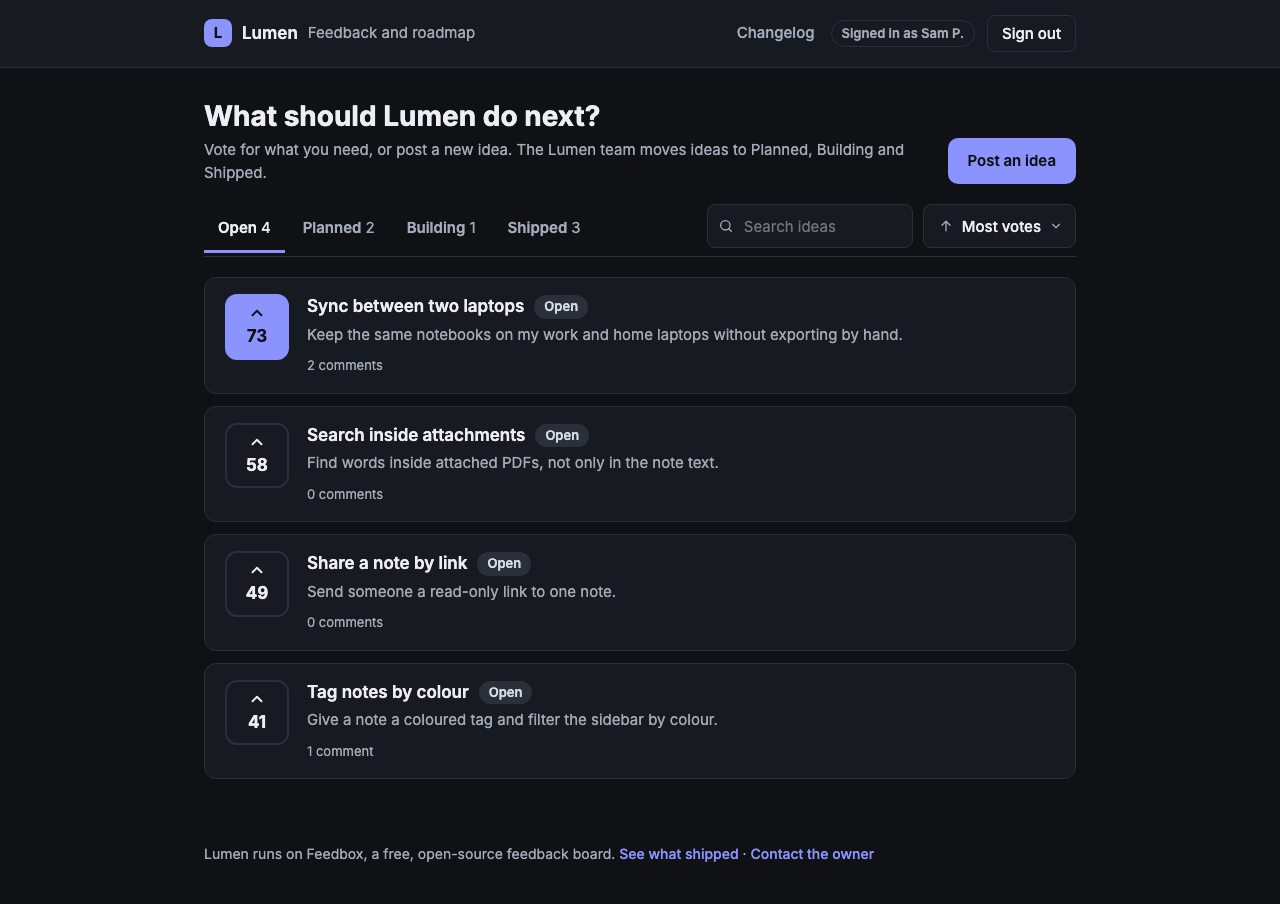 L Lumen Feedback and roadmap Changelog Signed in as Sam P. Sign out
What should Lumen do next?
Vote for what you need, or post a new idea. The Lumen team moves ideas to Planned, Building and
Shipped.
Post an idea
Open 4 Planned 2 Building 1 Shipped 3 Search ideas Most votes
73
Sync between two laptops Open
Keep the same notebooks on my work and home laptops without exporting by hand.
2 comments
58
Search inside attachments Open
Find words inside attached PDFs, not only in the note text.
0 comments
49
Share a note by link Open
Send someone a read-only link to one note.
0 comments
41
Tag notes by colour Open
Give a note a coloured tag and filter the sidebar by colour.
1 comment
Lumen runs on Feedbox, a free, open-source feedback board. See what shipped · Contact the owner